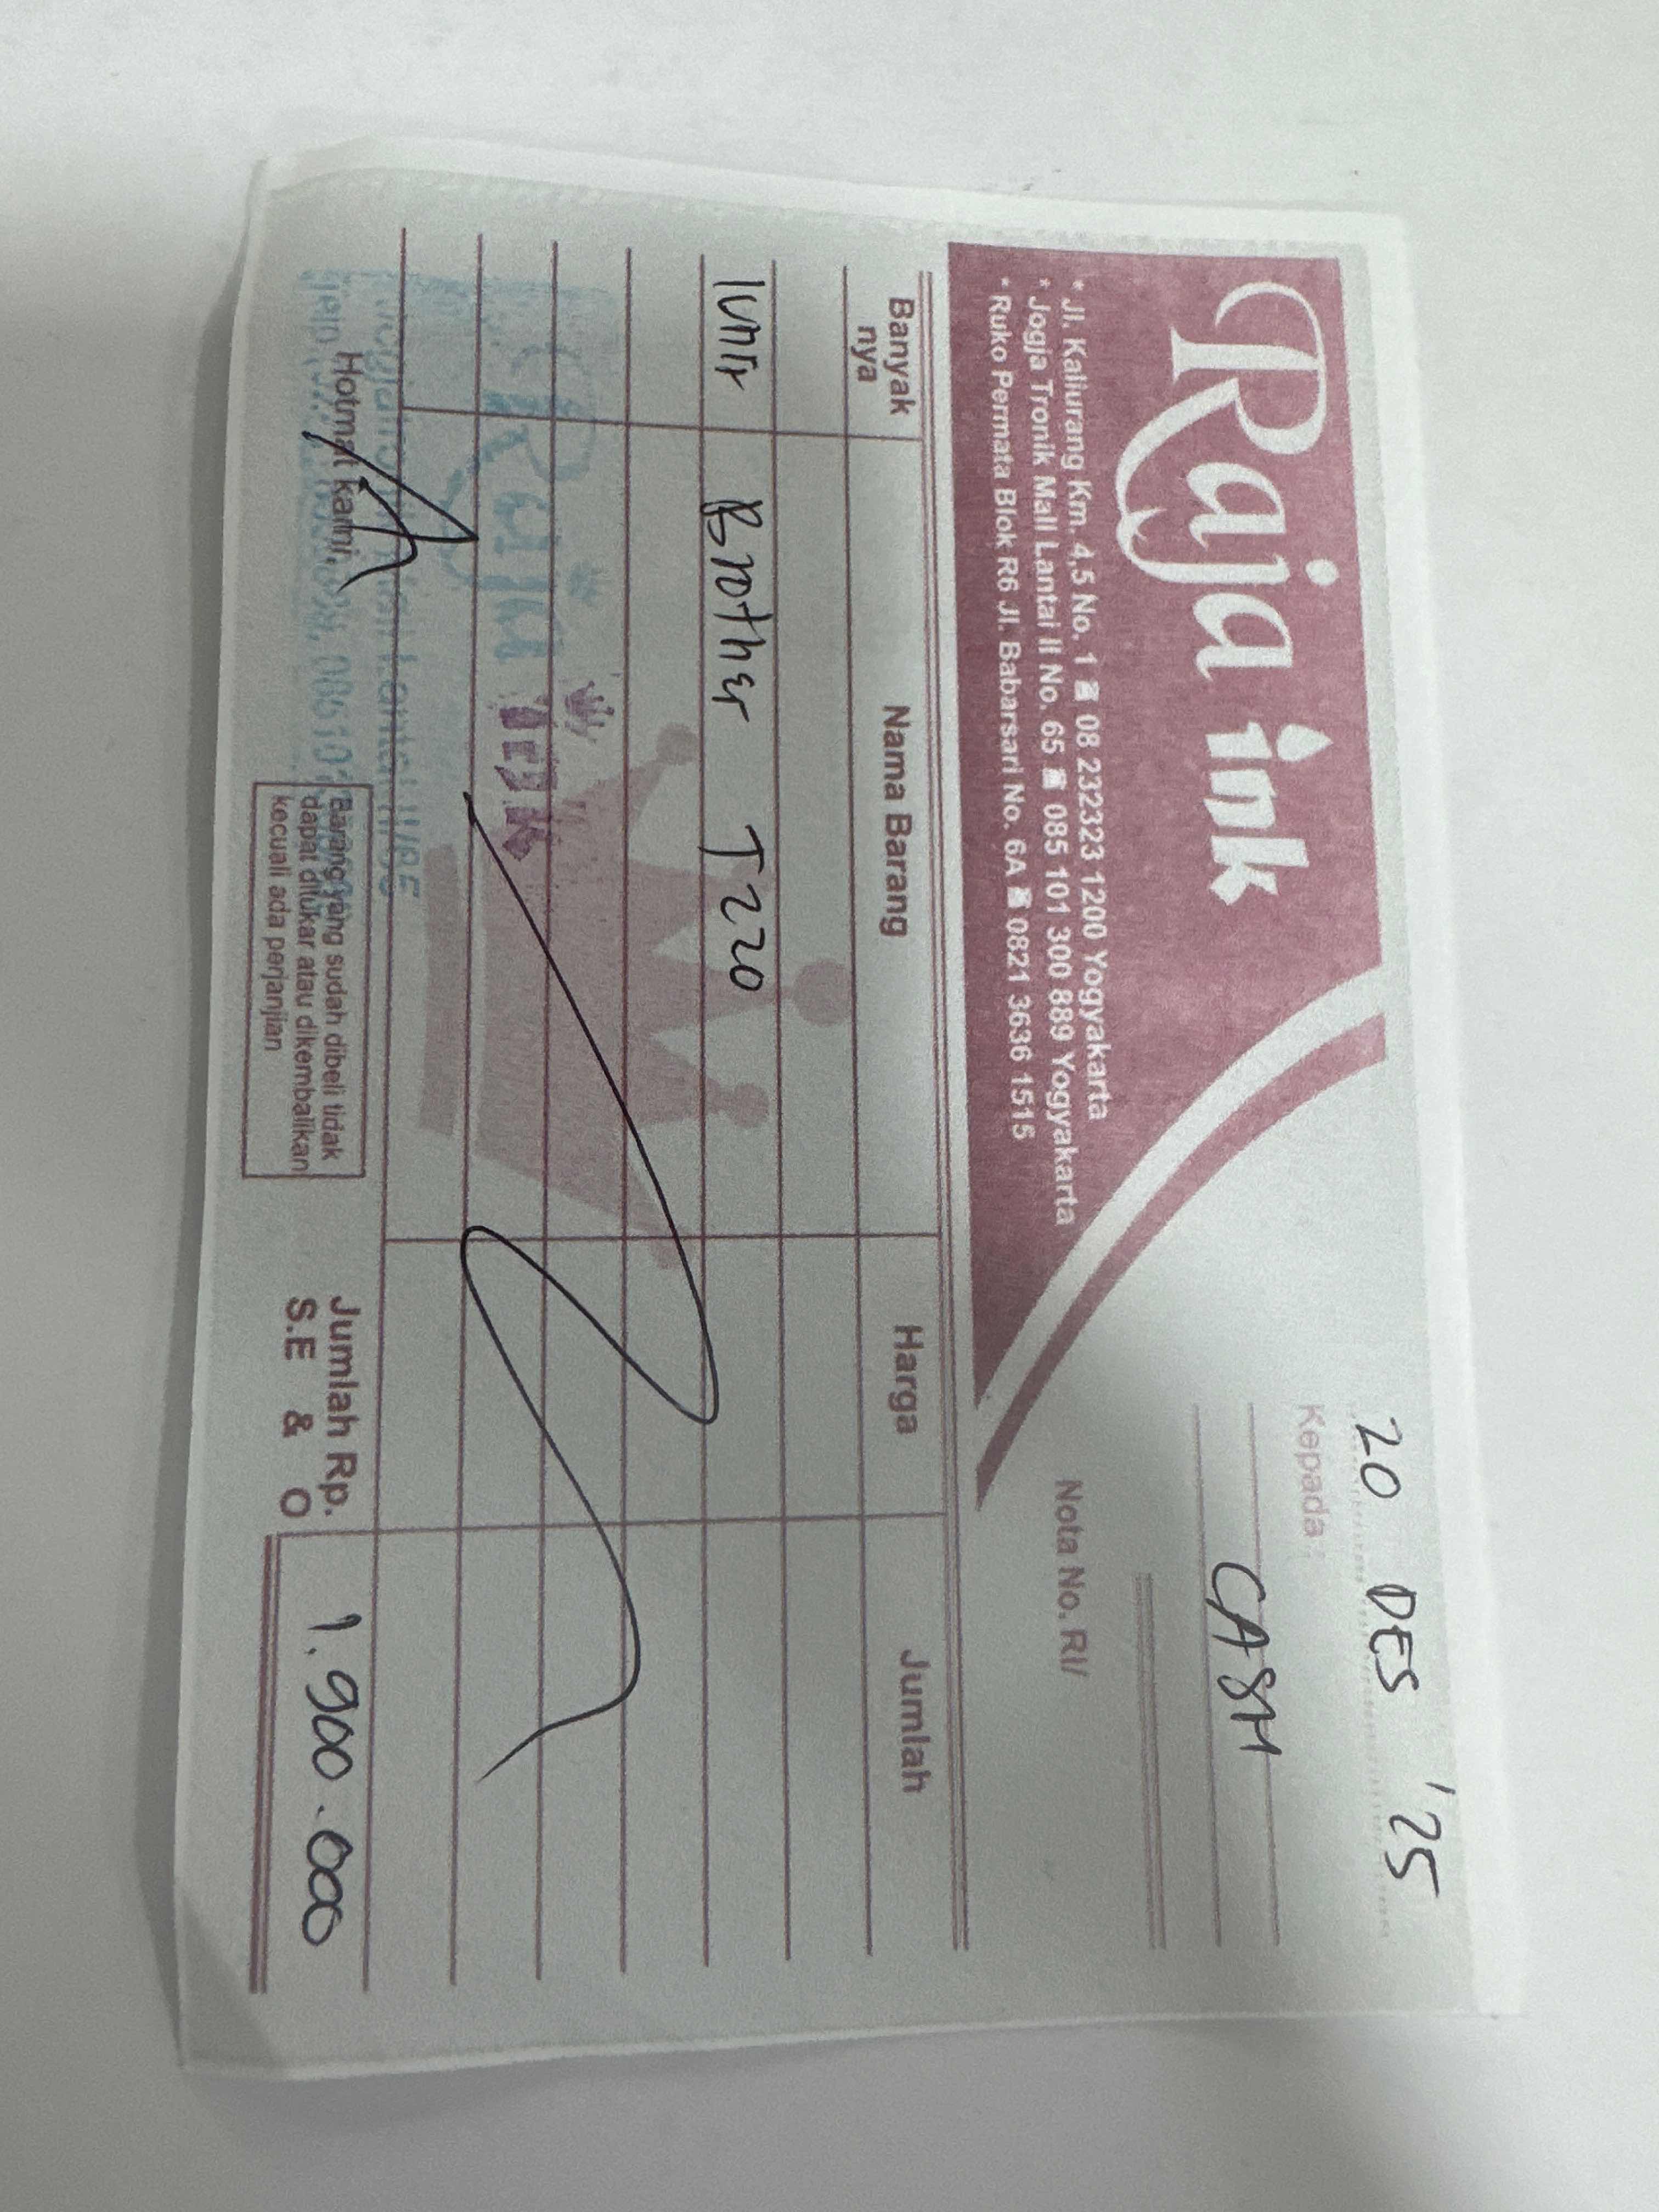 Raja ink
* Jl. Kaliurang Km. 4,5 No. 1 08 232323 1200 Yogyakarta
* Jogja Tronik Mall Lantai II No. 65 085 101 300 889 Yogyakarta
* Ruko Permata Blok R6 Jl. Babarsari No. 6A 0821 3636 1515
20 DES '25
Kepada :
CASH
Nota No. RI/
Banyak nya Nama Barang Harga Jumlah
1 unit Brother T220
Raja
Hormat kami,
Barang yang sudah dibeli tidak
dapat ditukar atau dikembalikan
kecuali ada perjanjian
Jumlah Rp. 1.900.000
S.E & O